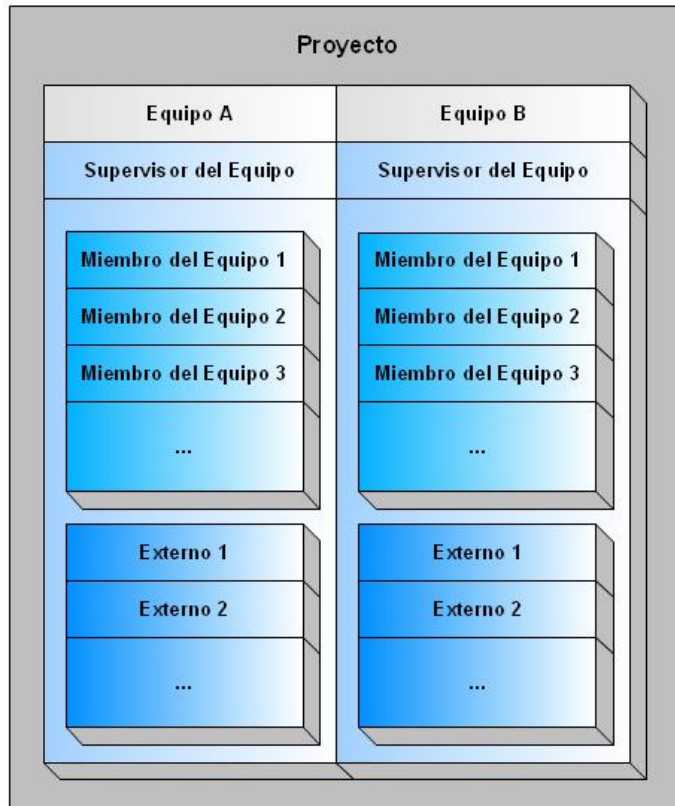 Proyecto
Equipo A
Equipo B
Supervisor del Equipo
Supervisor del Equipo
Miembro del Equipo 1
Miembro del Equipo 2
Miembro del Equipo 3
...
Externo 1
Externo 2
...
Miembro del Equipo 1
Miembro del Equipo 2
Miembro del Equipo 3
...
Externo 1
Externo 2
...